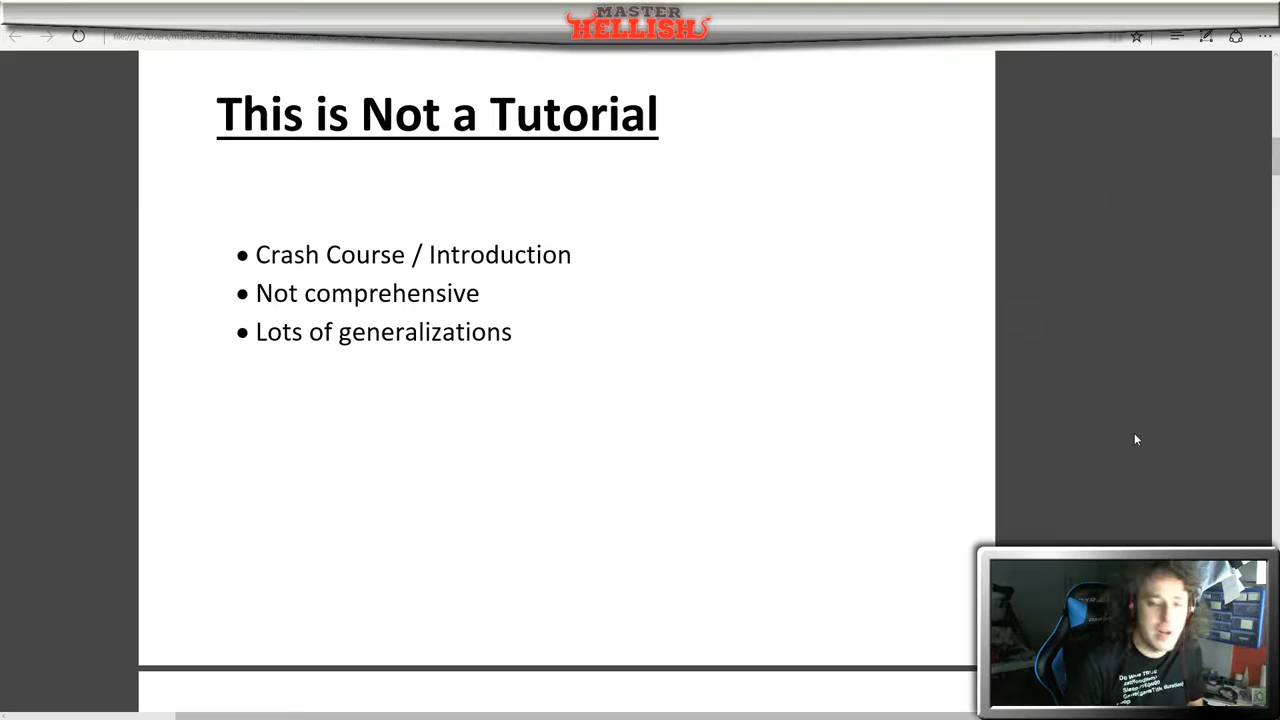 MASTER
HELLISH
This is Not a Tutorial
• Crash Course / Introduction
• Not comprehensive
• Lots of generalizations